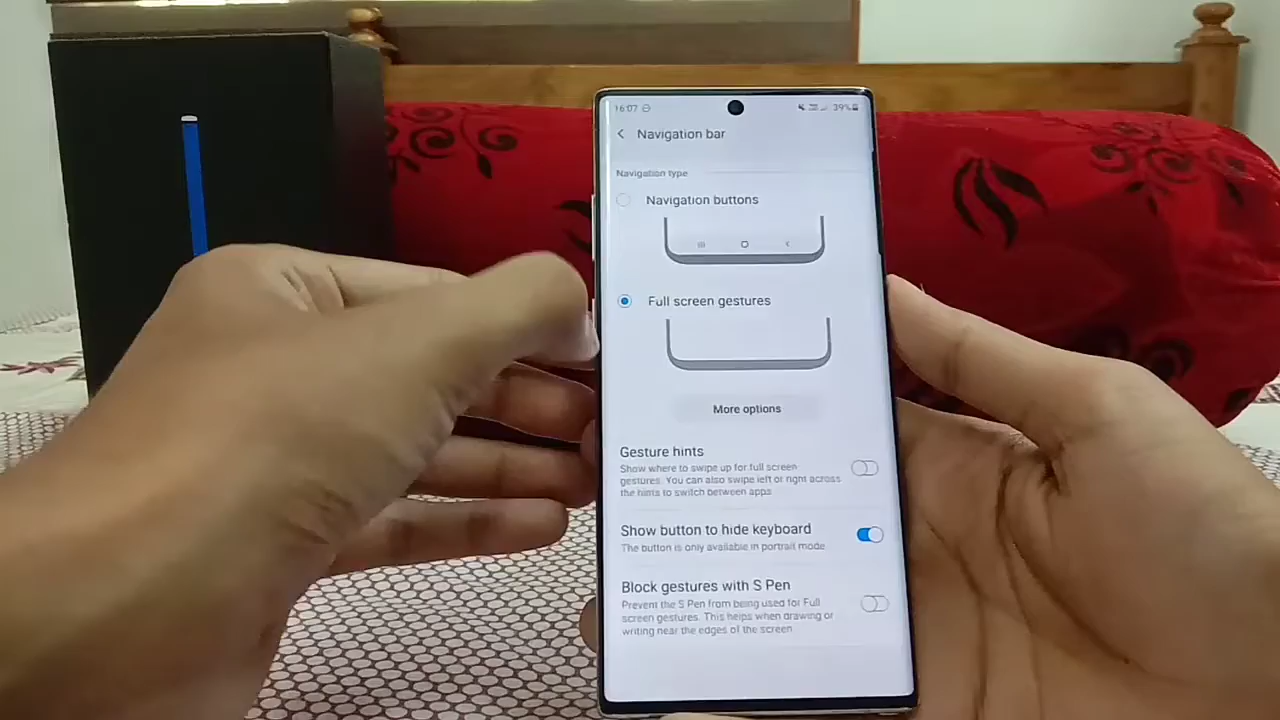 16:07
39%
Navigation bar
Navigation type
Navigation buttons
Full screen gestures
More options
Gesture hints
Show where to swipe up for full screen
gestures. You can also swipe left or right across
the hints to switch between apps
Show button to hide keyboard
The button is only available in portrait mode
Block gestures with S Pen
Prevent the S Pen from being used for Full
screen gestures. This helps when drawing or
writing near the edges of the screen